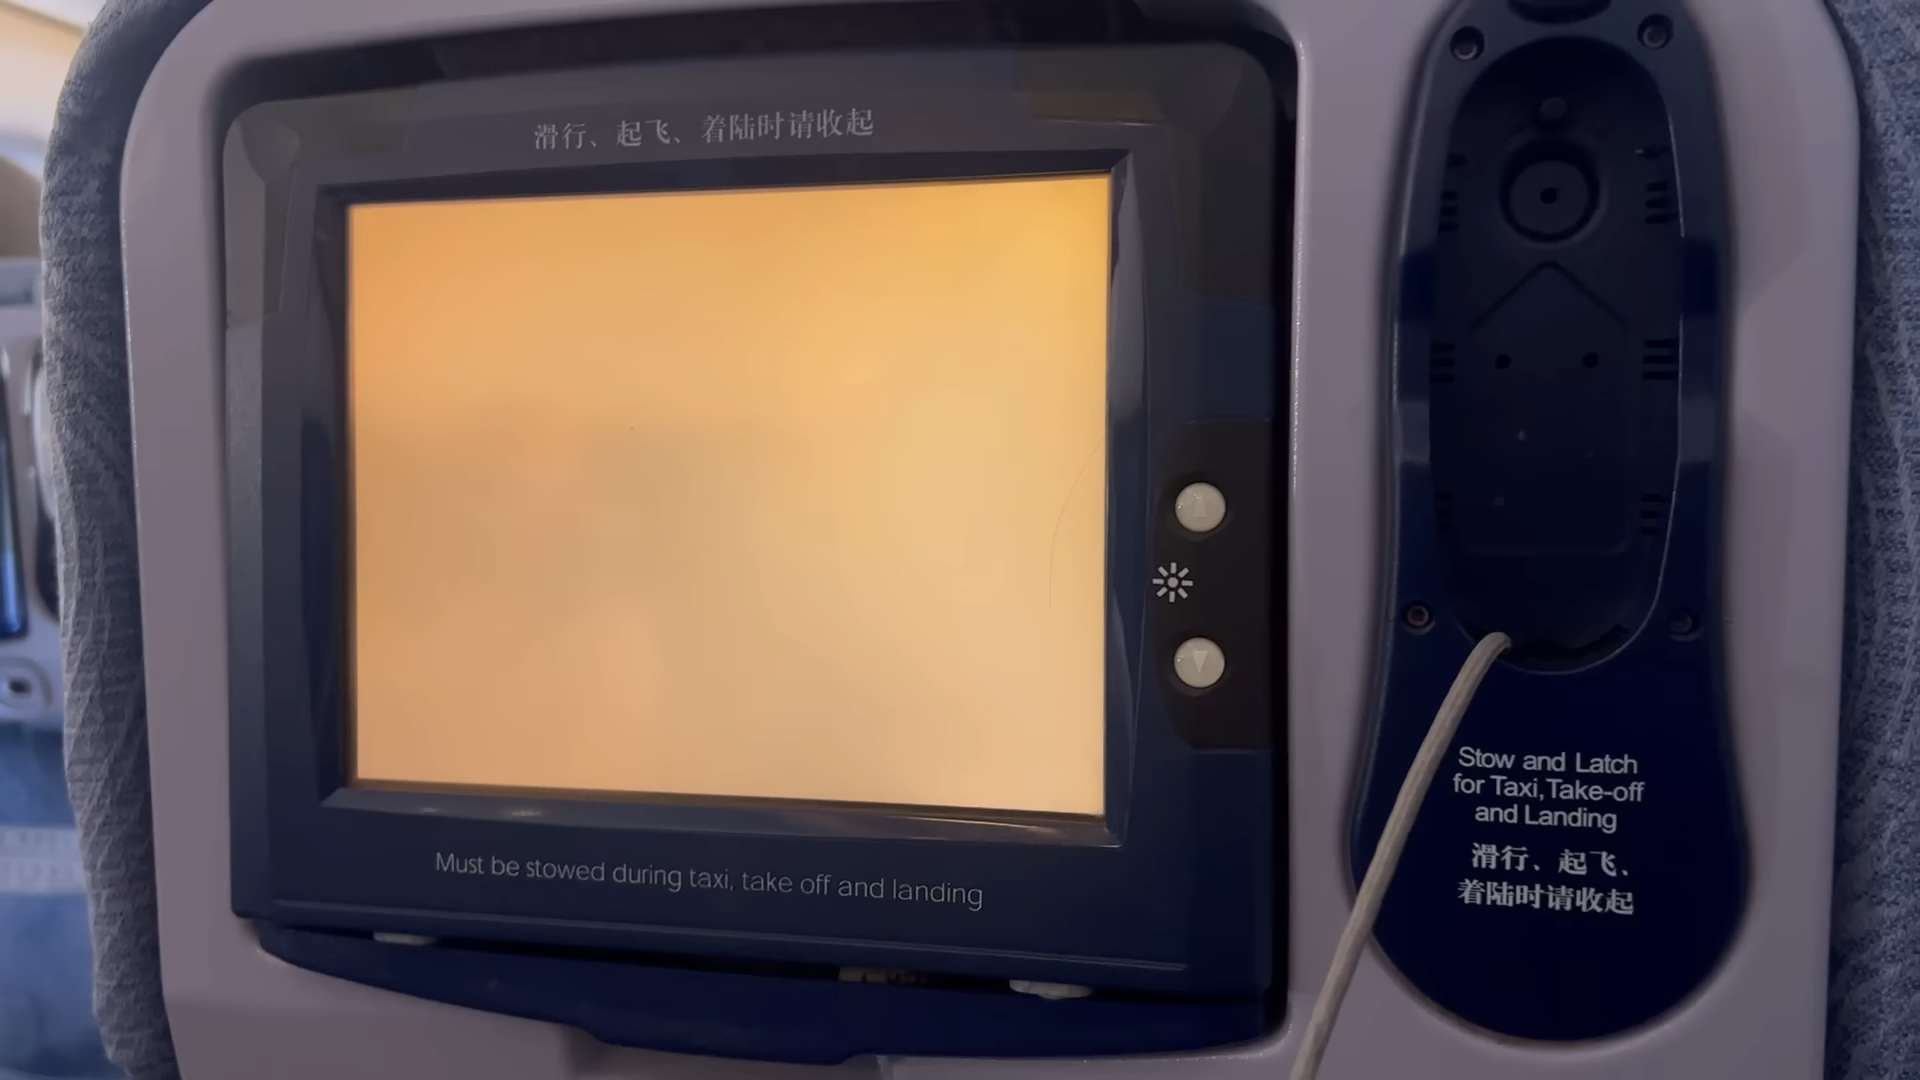 滑行、起飞、着陆时请收起
Must be stowed during taxi, take off and landing
Stow and Latch
for Taxi,Take-off
and Landing
滑行、起飞、
着陆时请收起